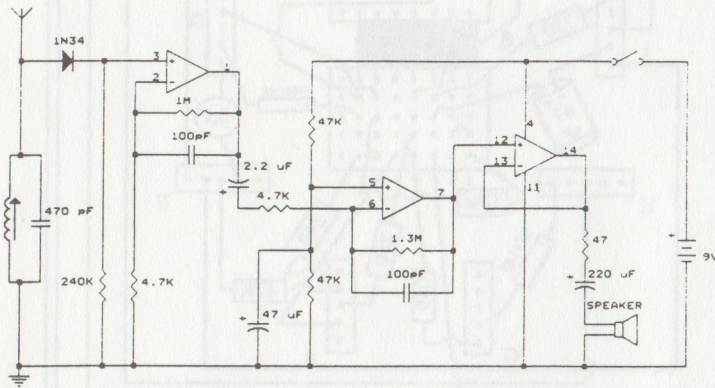 1N34
3
+
1
2
-
1M
100pF
47K
2.2 uF
+
4.7K
4
12
+
14
13
-
11
5
+
7
6
-
470 pF
1.3M
47
+
9V
100pF
240K
4.7K
+
47 uF
47K
+
220 uF
SPEAKER